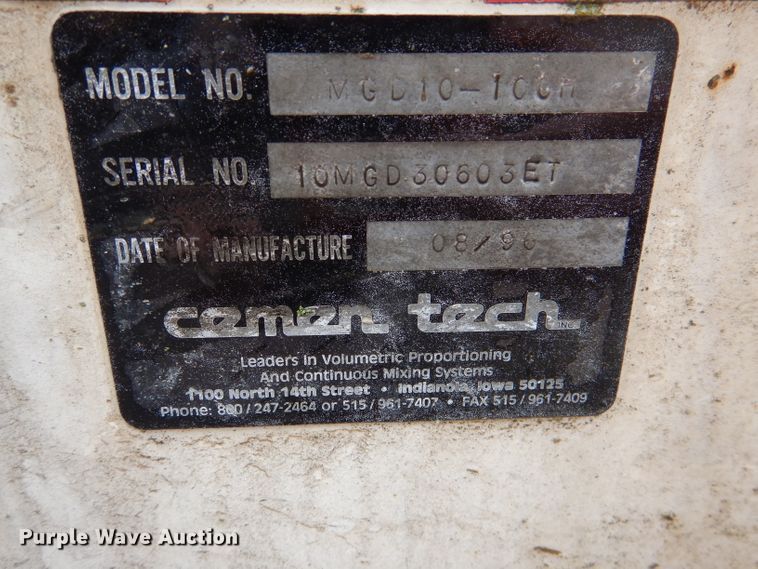 MODEL NO. MGD10-100H
SERIAL NO. 10MGD30603ET
DATE OF MANUFACTURE 08/96
cemen tech INC.
Leaders in Volumetric Proportioning
And Continuous Mixing Systems
1100 North 14th Street • Indianola, Iowa 50125
Phone: 800/247-2464 or 515/961-7407 • FAX 515/961-7409
Purple Wave Auction